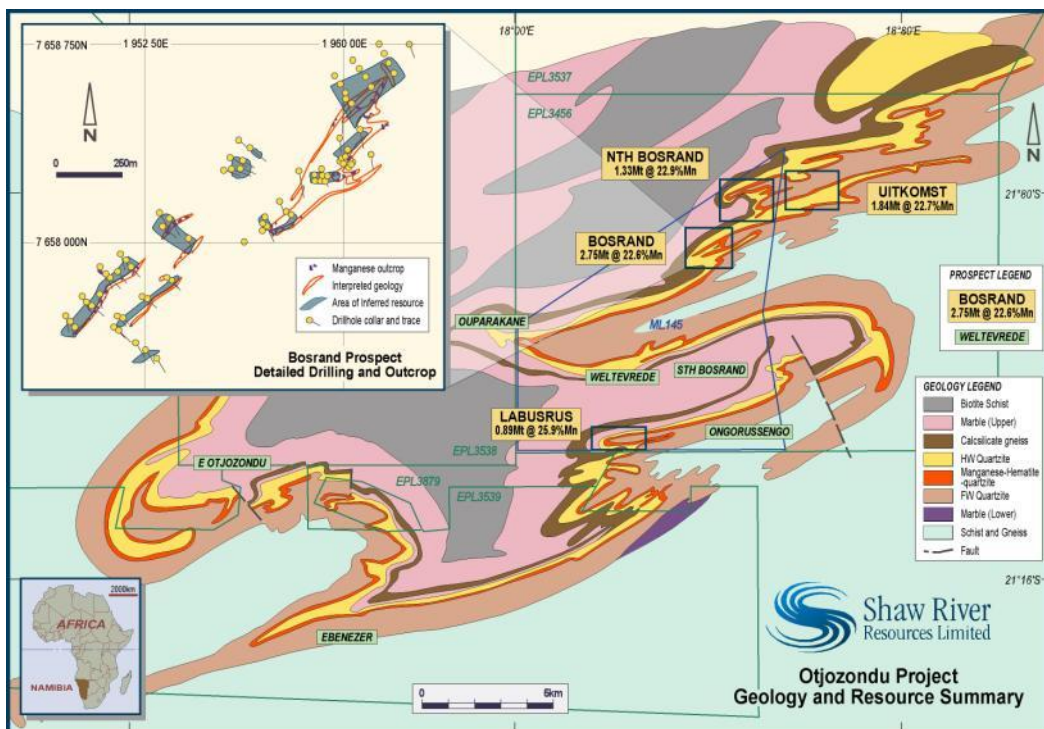 18°00'E
18°80'E
7 658 750N
1 952 50E
1 960 00E
N
0
250m
7 658 000N
Manganese outcrop
Interpreted geology
Area of inferred resource
Drillhole collar and trace
Bosrand Prospect
Detailed Drilling and Outcrop
EPL3537
EPL3456
N
NTH BOSRAND
1.33Mt @ 22.9%Mn
UITKOMST
1.84Mt @ 22.7%Mn
21°80'S
BOSRAND
2.75Mt @ 22.6%Mn
PROSPECT LEGEND
BOSRAND
2.75Mt @ 22.6%Mn
WELTEVREDE
OUPARAKANE
ML145
WELTEVREDE
STH BOSRAND
LABUSRUS
0.89Mt @ 25.9%Mn
ONGORUSSENGO
GEOLOGY LEGEND
Biotite Schist
Marble (Upper)
Calcsilicate gneiss
HW Quartzite
Manganese-Hematite
-quartzite
FW Quartzite
Marble (Lower)
Schist and Gneiss
Fault
E OTJOZONDU
EPL3538
EPL3879
EPL3539
21°16'S
2000km
AFRICA
NAMIBIA
EBENEZER
0
6km
Shaw River
Resources Limited
Otjozondu Project
Geology and Resource Summary